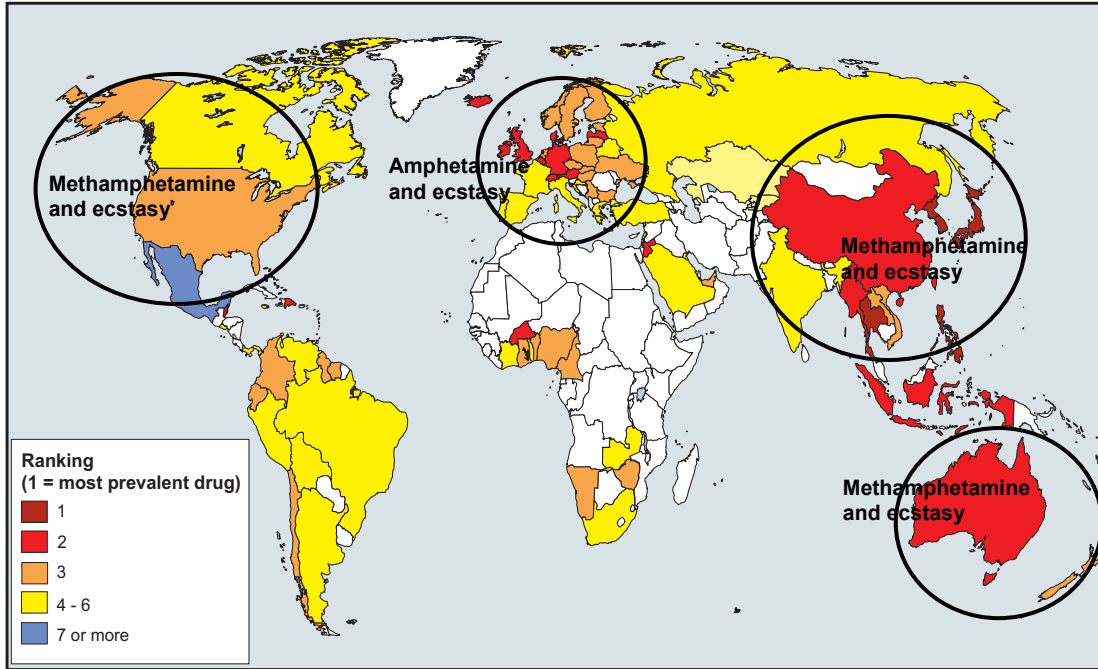 Methamphetamine
and ecstasy*
Amphetamine
and ecstasy
Methamphetamine
and ecstasy
Methamphetamine
and ecstasy
Ranking
(1 = most prevalent drug)
1
2
3
4 - 6
7 or more